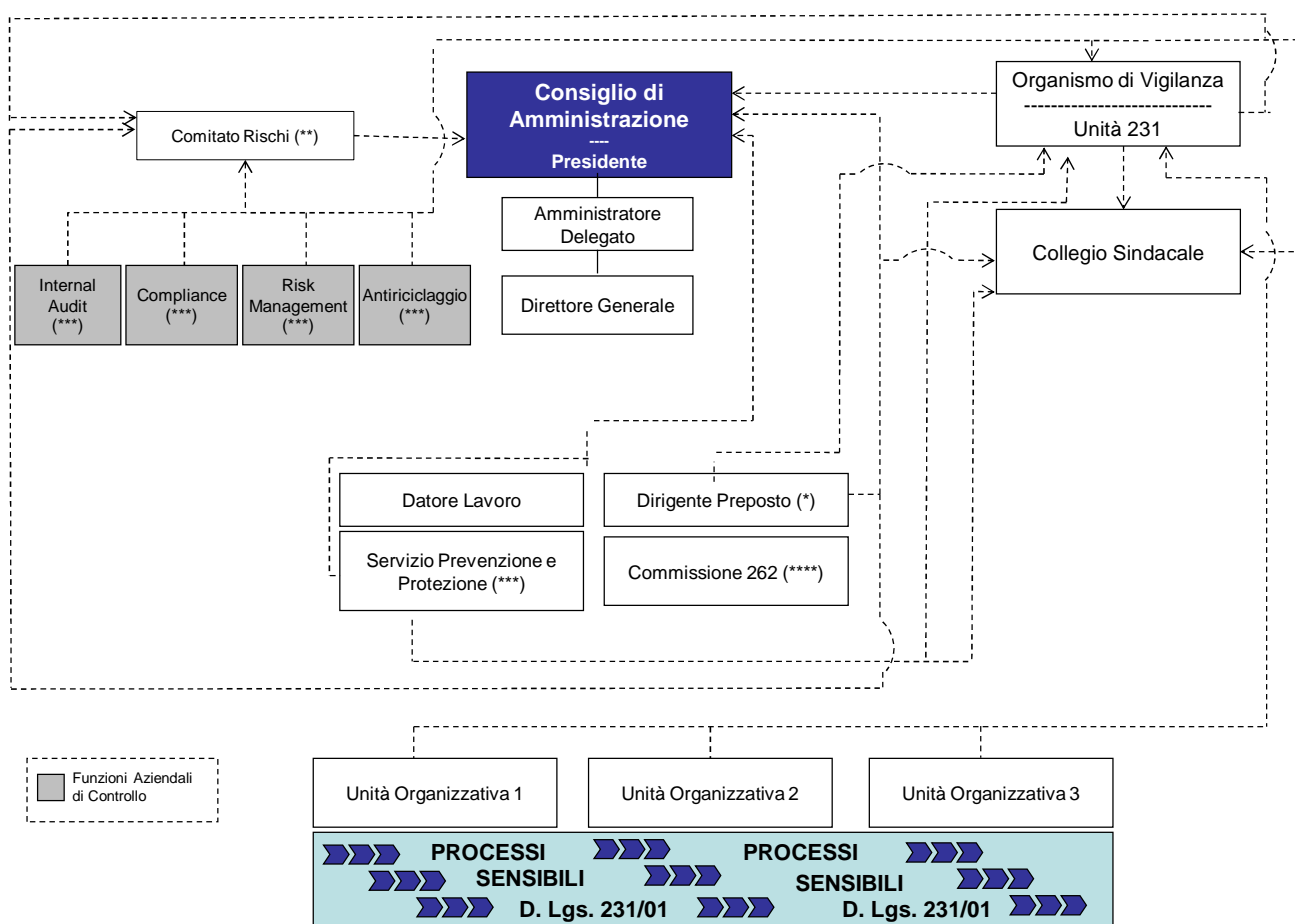 Consiglio di
Amministrazione
----
Presidente
Organismo di Vigilanza
----------------------------
Unità 231
Comitato Rischi (**)
Amministratore
Delegato
Collegio Sindacale
Internal
Audit
(***)
Compliance
(***)
Risk
Management
(***)
Antiriciclaggio
(***)
Direttore Generale
Datore Lavoro
Dirigente Preposto (*)
Servizio Prevenzione e
Protezione (***)
Commissione 262 (****)
Funzioni Aziendali
di Controllo
Unità Organizzativa 1
Unità Organizzativa 2
Unità Organizzativa 3
PROCESSI
SENSIBILI
D. Lgs. 231/01
PROCESSI
SENSIBILI
D. Lgs. 231/01